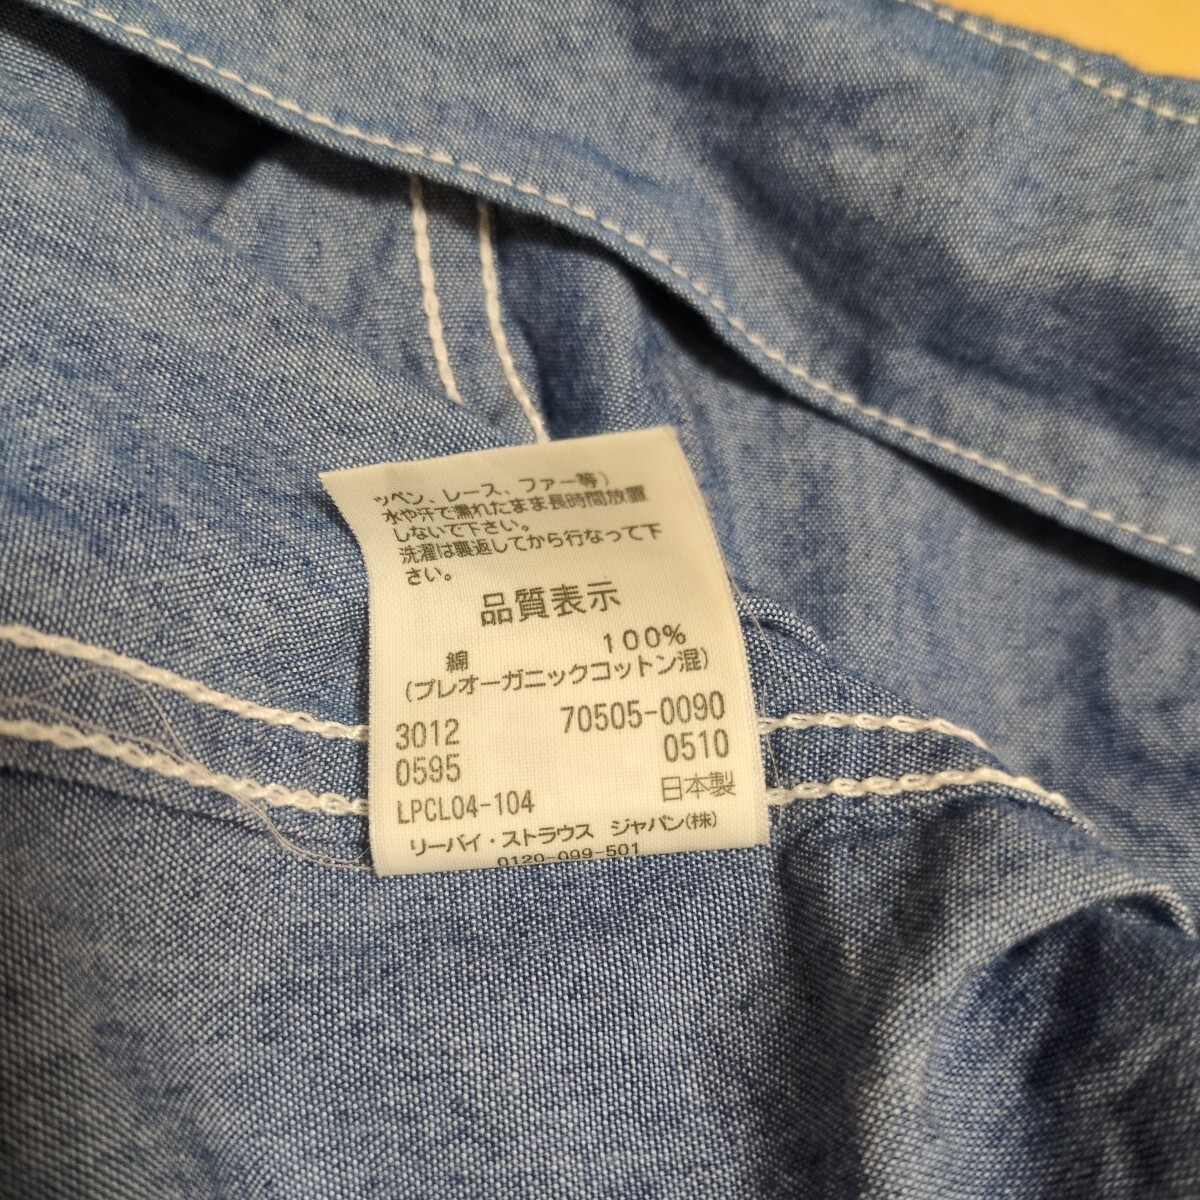 ッペン、レース、ファー等)
水や汗で濡れたまま長時間放置
しないで下さい。
洗濯は裏返してから行なって下
さい。
品質表示
綿 100%
(プレオーガニックコットン混)
3012 70505-0090
0595 0510
LPCL04-104 日本製
リーバイ・ストラウス ジャパン(株)
0120-099-501